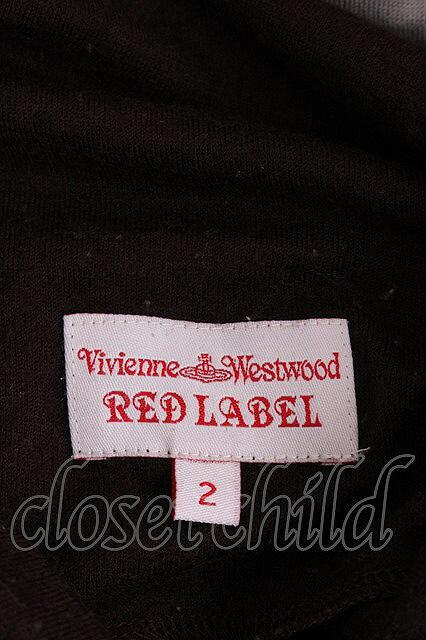 Vivienne Westwood
RED LABEL
2
closet child